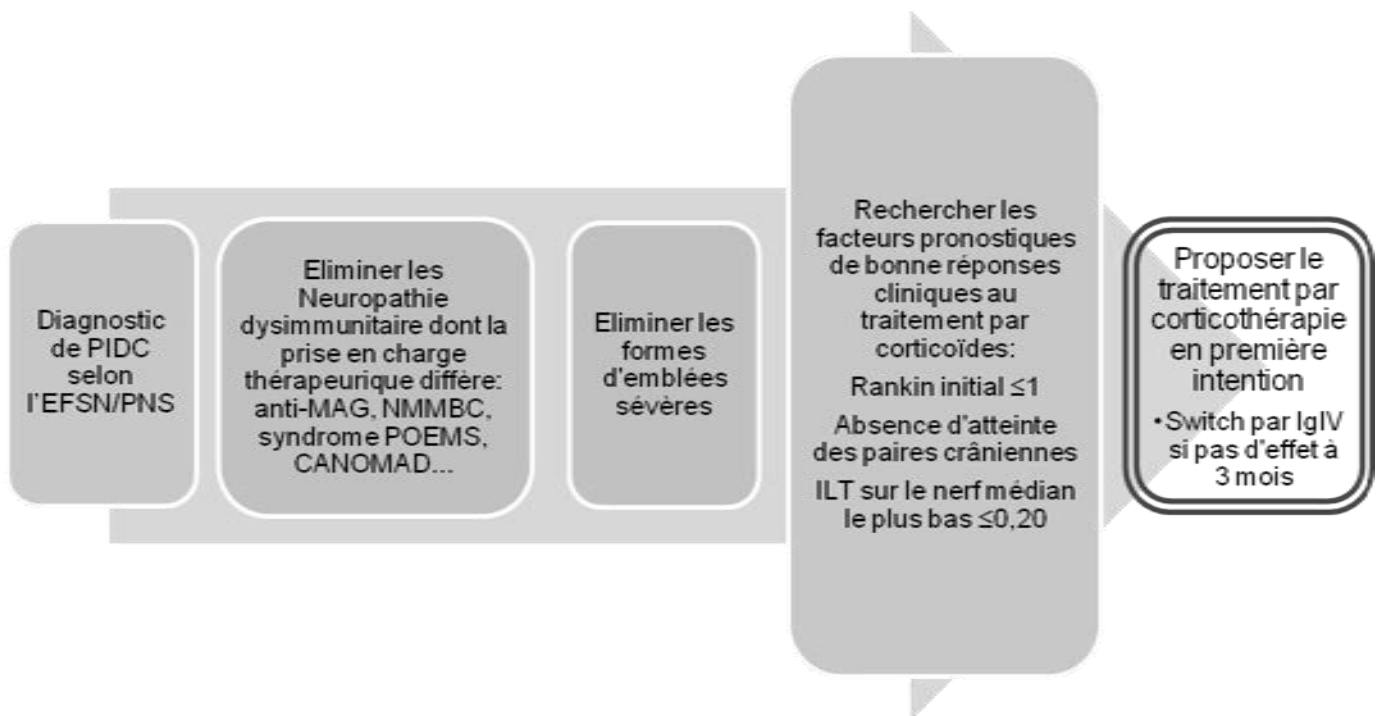 Diagnostic
de PIDC
selon
l'EFSN/PNS
Eliminer les
Neuropathie
dysimmunitaire dont la
prise en charge
thérapeurique diffère:
anti-MAG, NMMBC,
syndrome POEMS,
CANOMAD...
Eliminer les
formes
d'emblées
sévères
Rechercher les
facteurs pronostiques
de bonne réponses
cliniques au
traitement par
corticoïdes:
Rankin initial ≤1
Absence d'atteinte
des paires crâniennes
ILT sur le nerf médian
le plus bas ≤0,20
Proposer le
traitement par
corticothérapie
en première
intention
•Switch par IgIV
si pas d'effet à
3 mois